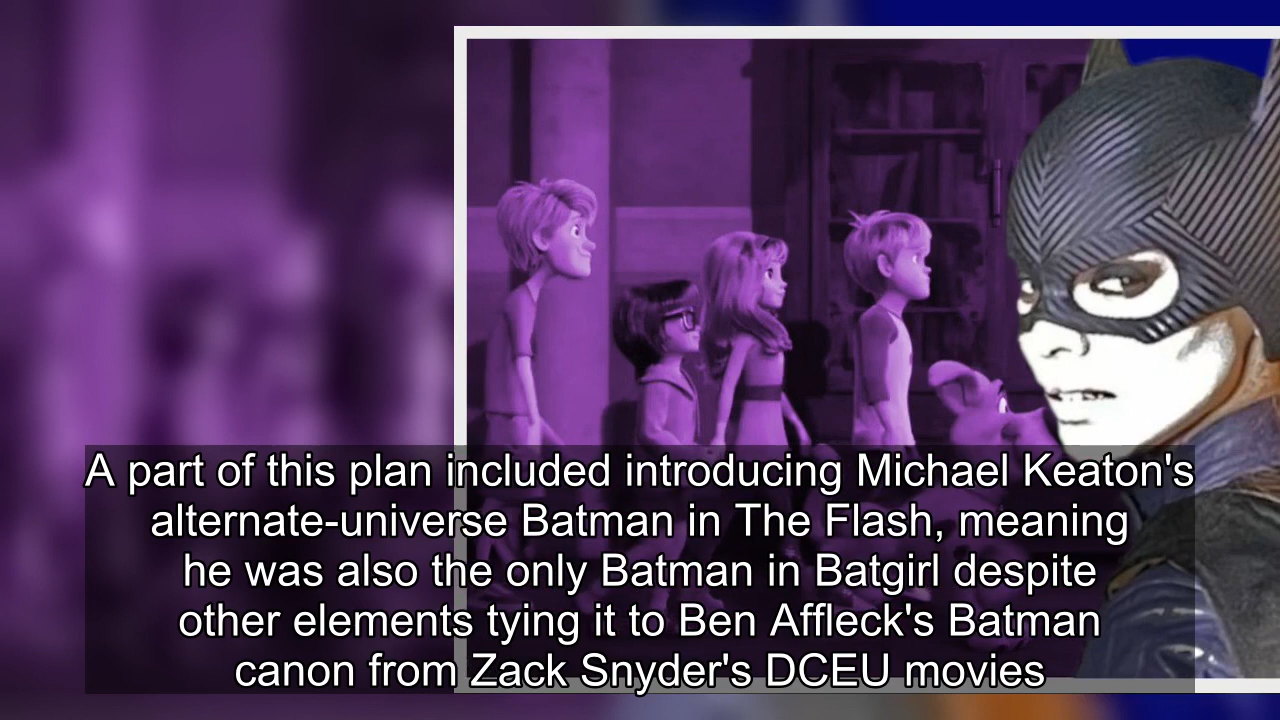 A part of this plan included introducing Michael Keaton's
alternate-universe Batman in The Flash, meaning
he was also the only Batman in Batgirl despite
other elements tying it to Ben Affleck's Batman
canon from Zack Snyder's DCEU movies